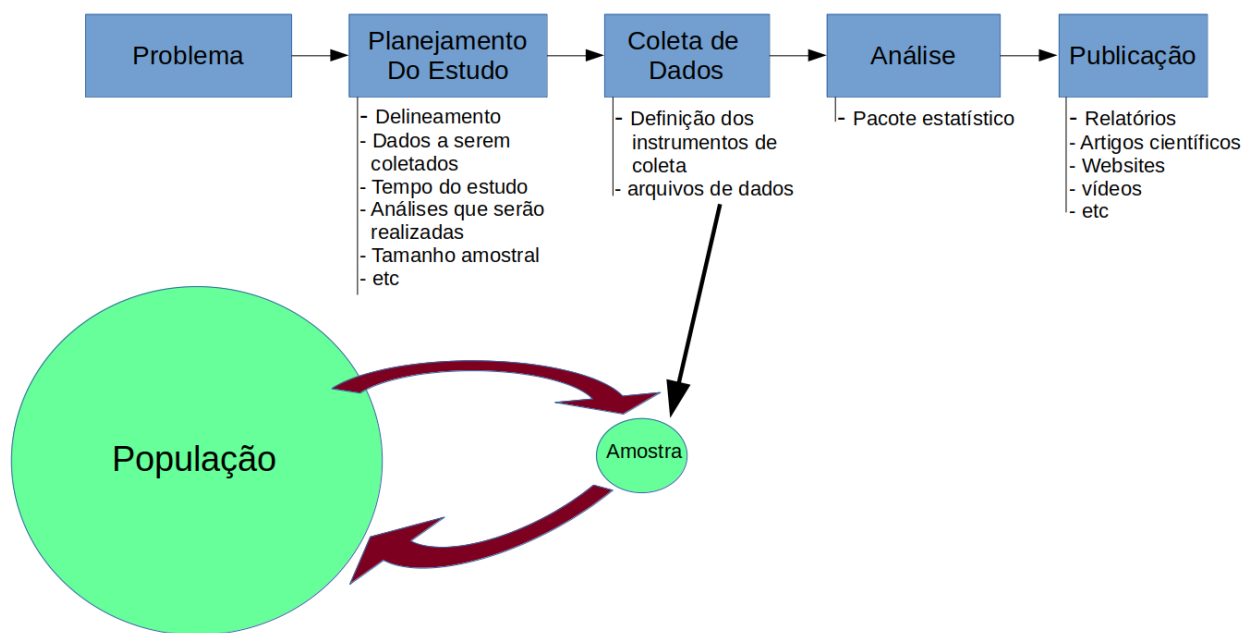 Problema
Planejamento
Do Estudo
Coleta de
Dados
Análise
Publicação
- Delineamento
- Dados a serem
coletados
- Tempo do estudo
- Análises que serão
realizadas
- Tamanho amostral
- etc
- Definição dos
instrumentos de
coleta
- arquivos de dados
- Pacote estatístico
- Relatórios
- Artigos científicos
- Websites
- vídeos
- etc
População
Amostra